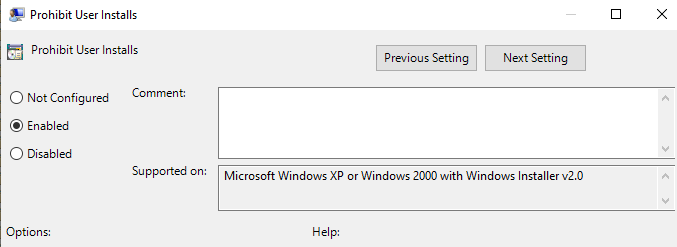 Prohibit User Installs
Prohibit User Installs
Previous Setting
Next Setting
Not Configured
Comment:
Enabled
Disabled
Supported on:
Microsoft Windows XP or Windows 2000 with Windows Installer v2.0
Options:
Help: